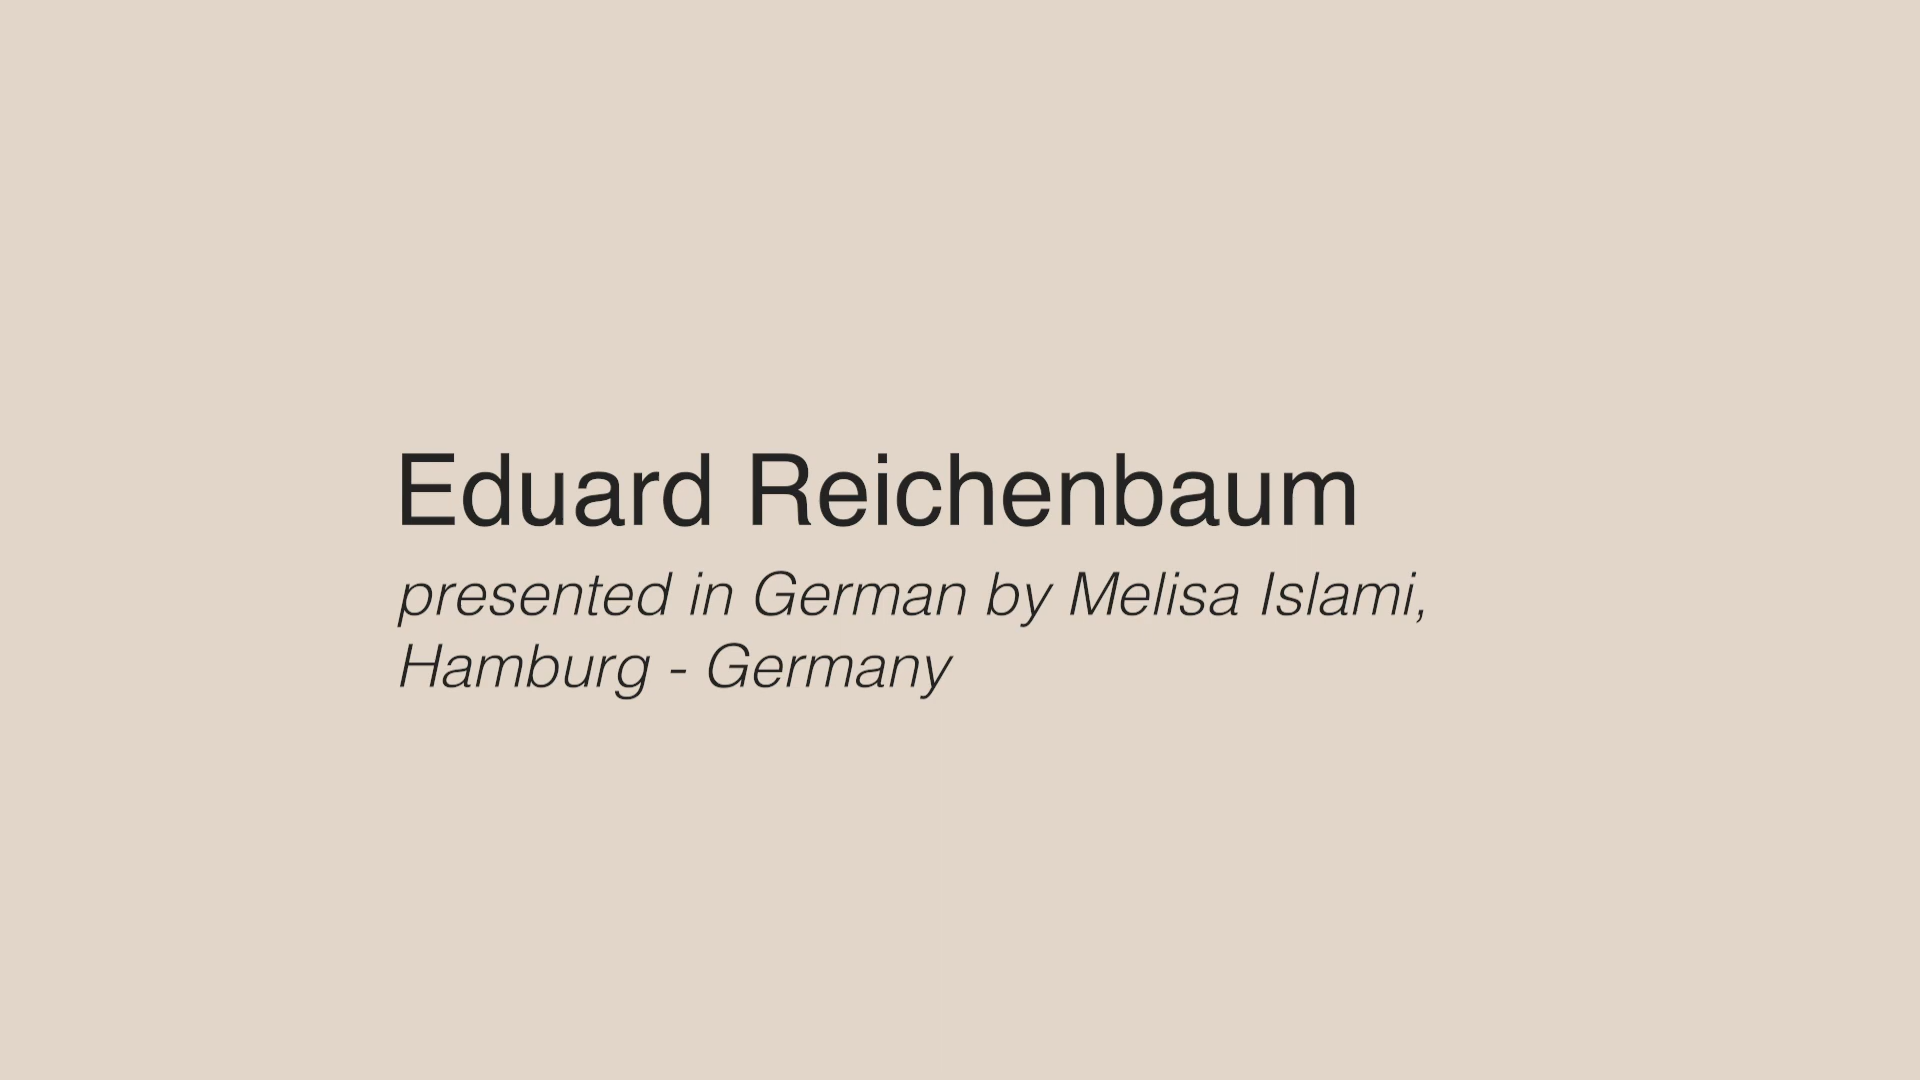 Eduard Reichenbaum
presented in German by Melisa Islami,
Hamburg - Germany